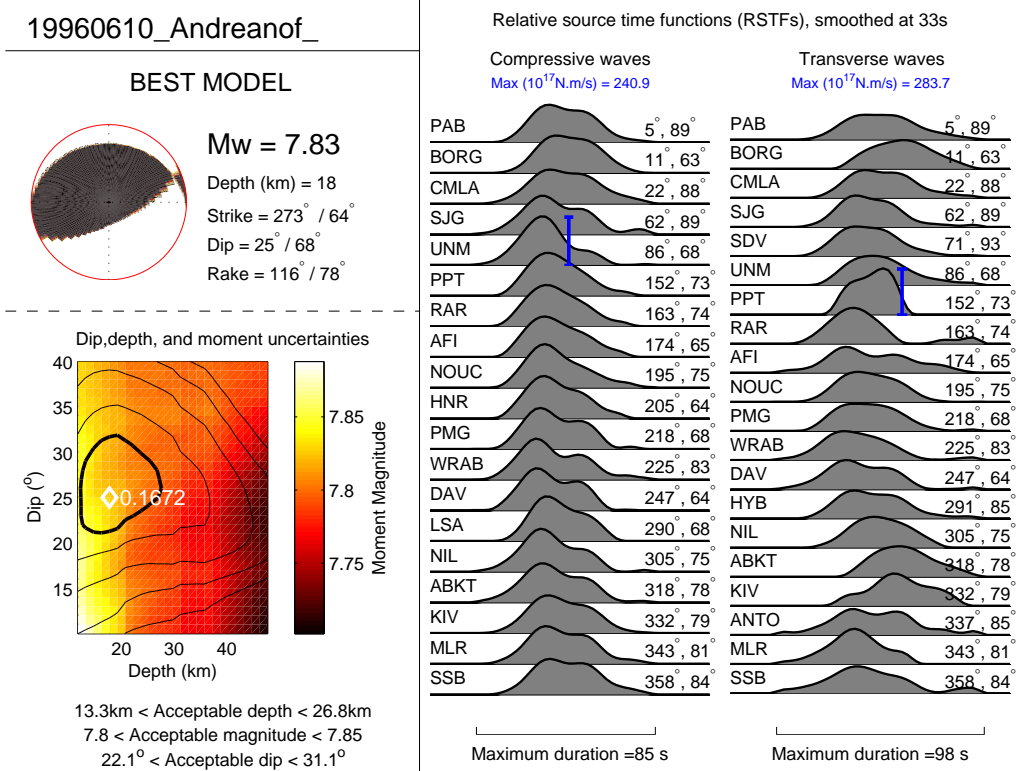 19960610_Andreanof_
BEST MODEL
Mw = 7.83
Depth (km) = 18
Strike = 273° / 64°
Dip = 25° / 68°
Rake = 116° / 78°
Dip,depth, and moment uncertainties
40
35
30
25
20
15
Dip (°)
0.1672
20 30 40
Depth (km)
7.85
7.8
7.75
Moment Magnitude
13.3km < Acceptable depth < 26.8km
7.8 < Acceptable magnitude < 7.85
22.1° < Acceptable dip < 31.1°
Relative source time functions (RSTFs), smoothed at 33s
Compressive waves
Max (10^17N.m/s) = 240.9
PAB 5°, 89°
BORG 11°, 63°
CMLA 22°, 88°
SJG 62°, 89°
UNM 86°, 68°
PPT 152°, 73°
RAR 163°, 74°
AFI 174°, 65°
NOUC 195°, 75°
HNR 205°, 64°
PMG 218°, 68°
WRAB 225°, 83°
DAV 247°, 64°
LSA 290°, 68°
NIL 305°, 75°
ABKT 318°, 78°
KIV 332°, 79°
MLR 343°, 81°
SSB 358°, 84°
Maximum duration =85 s
Transverse waves
Max (10^17N.m/s) = 283.7
PAB 5°, 89°
BORG 11°, 63°
CMLA 22°, 88°
SJG 62°, 89°
SDV 71°, 93°
UNM 86°, 68°
PPT 152°, 73°
RAR 163°, 74°
AFI 174°, 65°
NOUC 195°, 75°
PMG 218°, 68°
WRAB 225°, 83°
DAV 247°, 64°
HYB 291°, 85°
NIL 305°, 75°
ABKT 318°, 78°
KIV 332°, 79°
ANTO 337°, 85°
MLR 343°, 81°
SSB 358°, 84°
Maximum duration =98 s